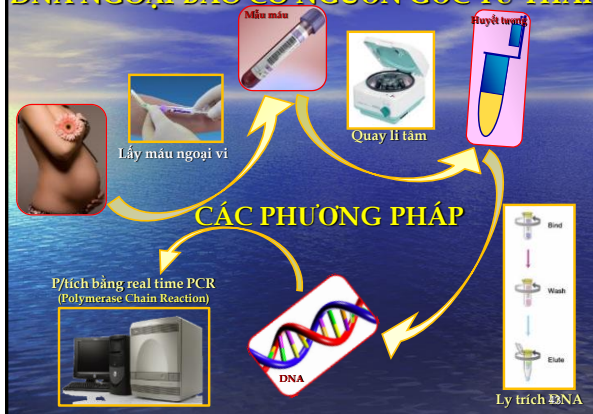 DNA NGOẠI BÀO CÓ NGUỒN GỐC TỪ THAI
Mẫu máu
Huyết tương
Lấy máu ngoại vi
Quay li tâm
CÁC PHƯƠNG PHÁP
P/tích bằng real time PCR
(Polymerase Chain Reaction)
DNA
Bind
Wash
Elute
Ly trích DNA